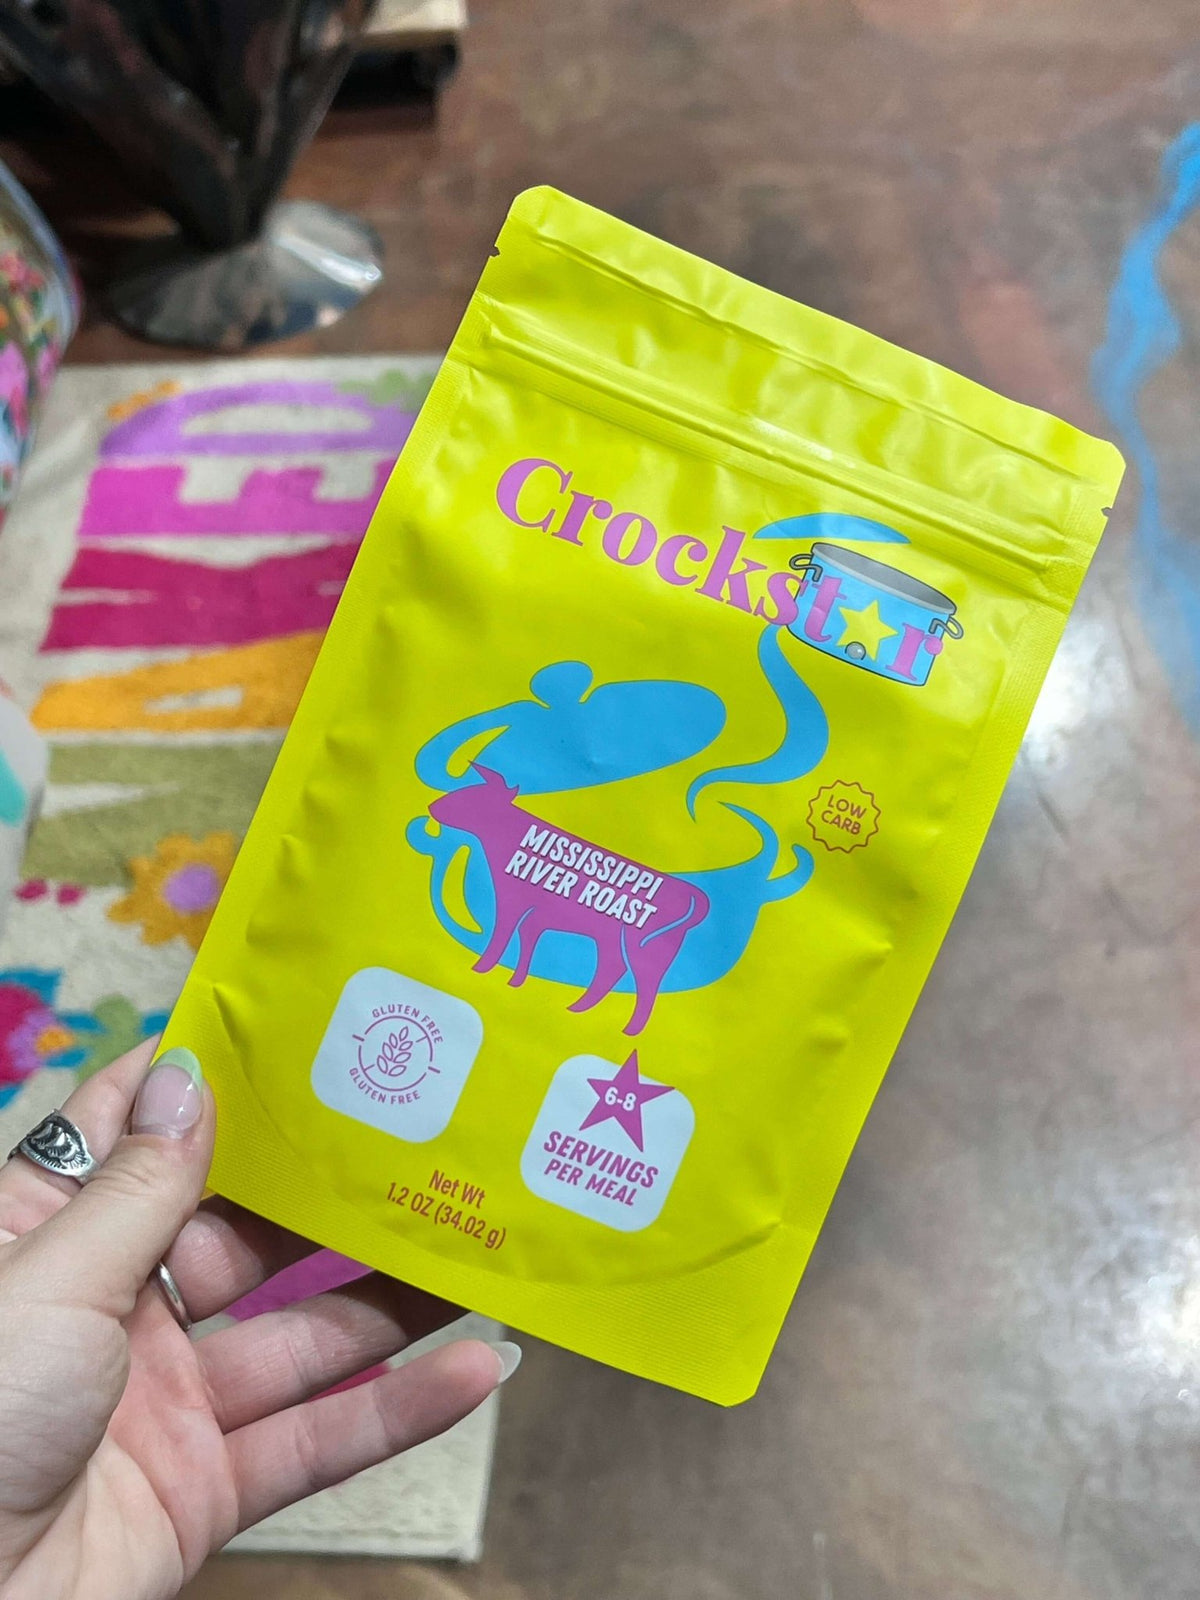 Crockstar
LOW
CARB
MISSISSIPPI
RIVER ROAST
GLUTEN FREE
GLUTEN FREE
6-8
SERVINGS
PER MEAL
Net Wt
1.2 OZ (34.02 g)